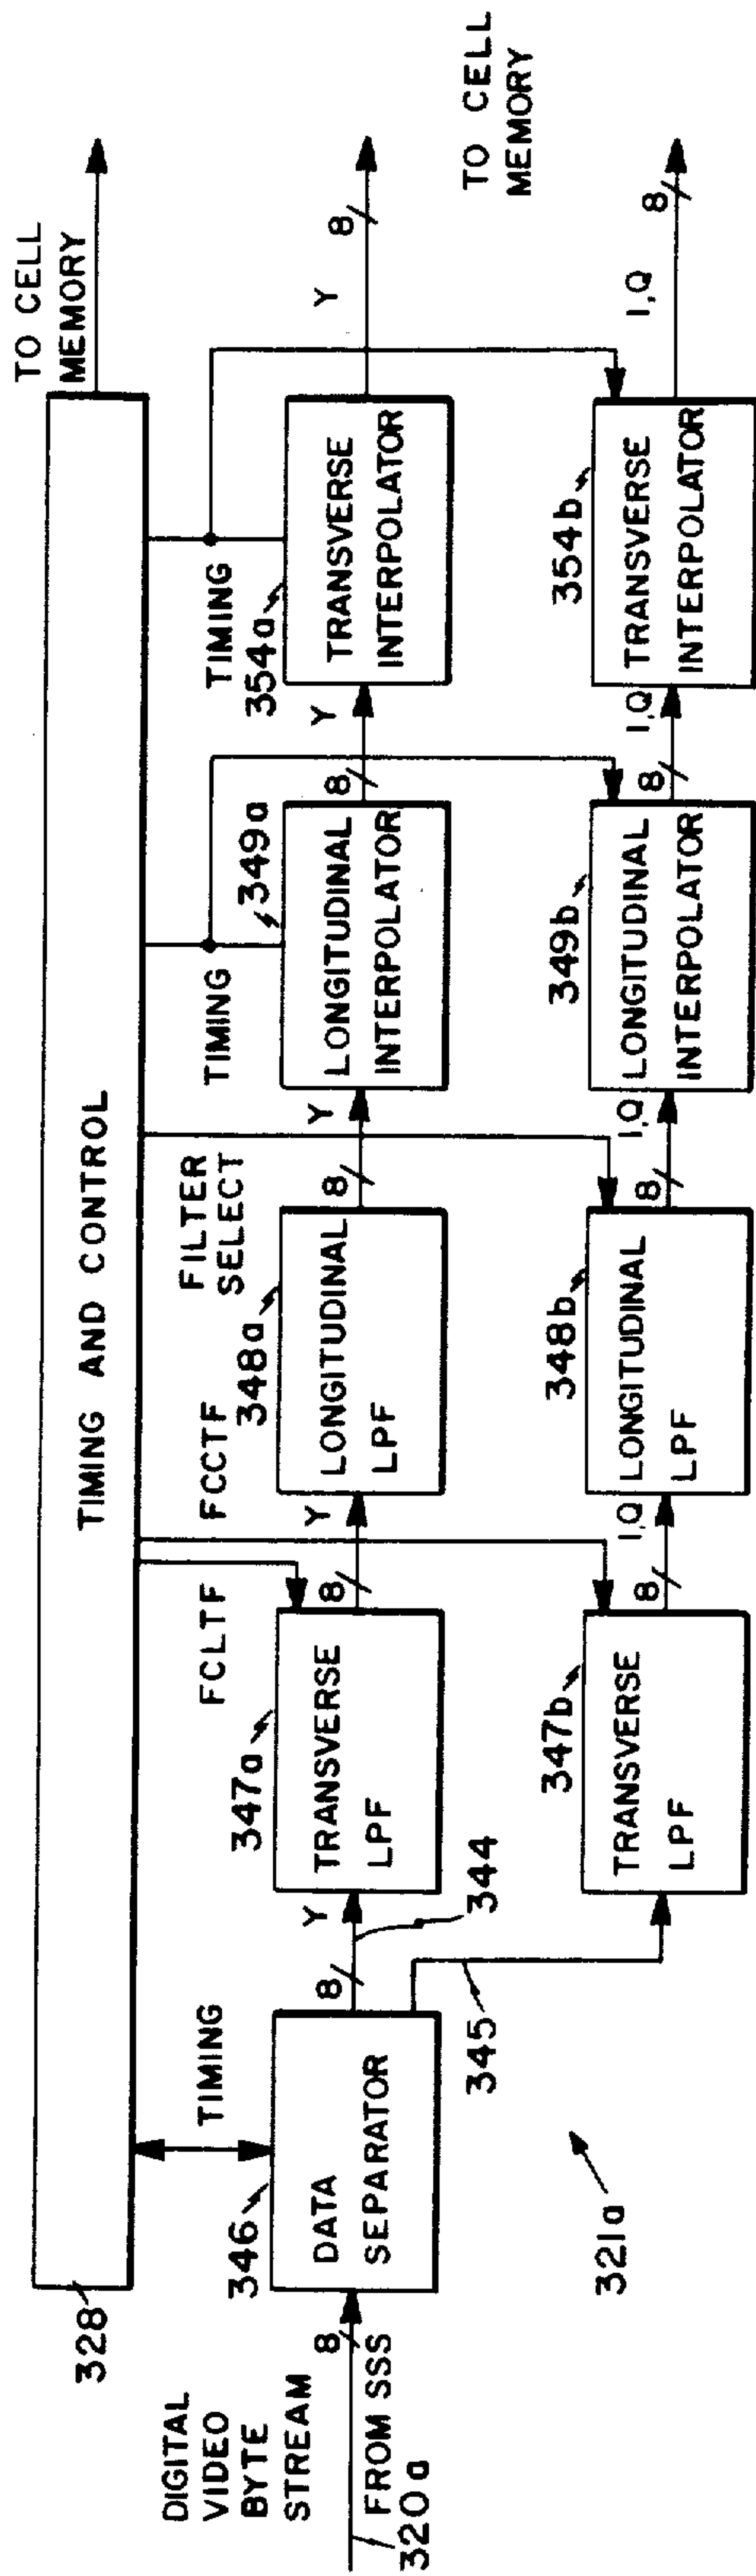 TO CELL
MEMORY
TIMING AND CONTROL
328
DIGITAL
VIDEO
BYTE
STREAM
8
FROM SSS
320a
346
TIMING
DATA
SEPARATOR
8
Y
344
345
347a
FCLTF
TRANSVERSE
LPF
8
Y
FCCTF
348a
FILTER
SELECT
LONGITUDINAL
LPF
8
Y
TIMING
349a
LONGITUDINAL
INTERPOLATOR
8
Y
TIMING
354a
TRANSVERSE
INTERPOLATOR
Y
8
TO CELL
MEMORY
347b
TRANSVERSE
LPF
8
I,Q
348b
LONGITUDINAL
LPF
8
I,Q
349b
LONGITUDINAL
INTERPOLATOR
8
I,Q
354b
TRANSVERSE
INTERPOLATOR
I,Q
8
321a